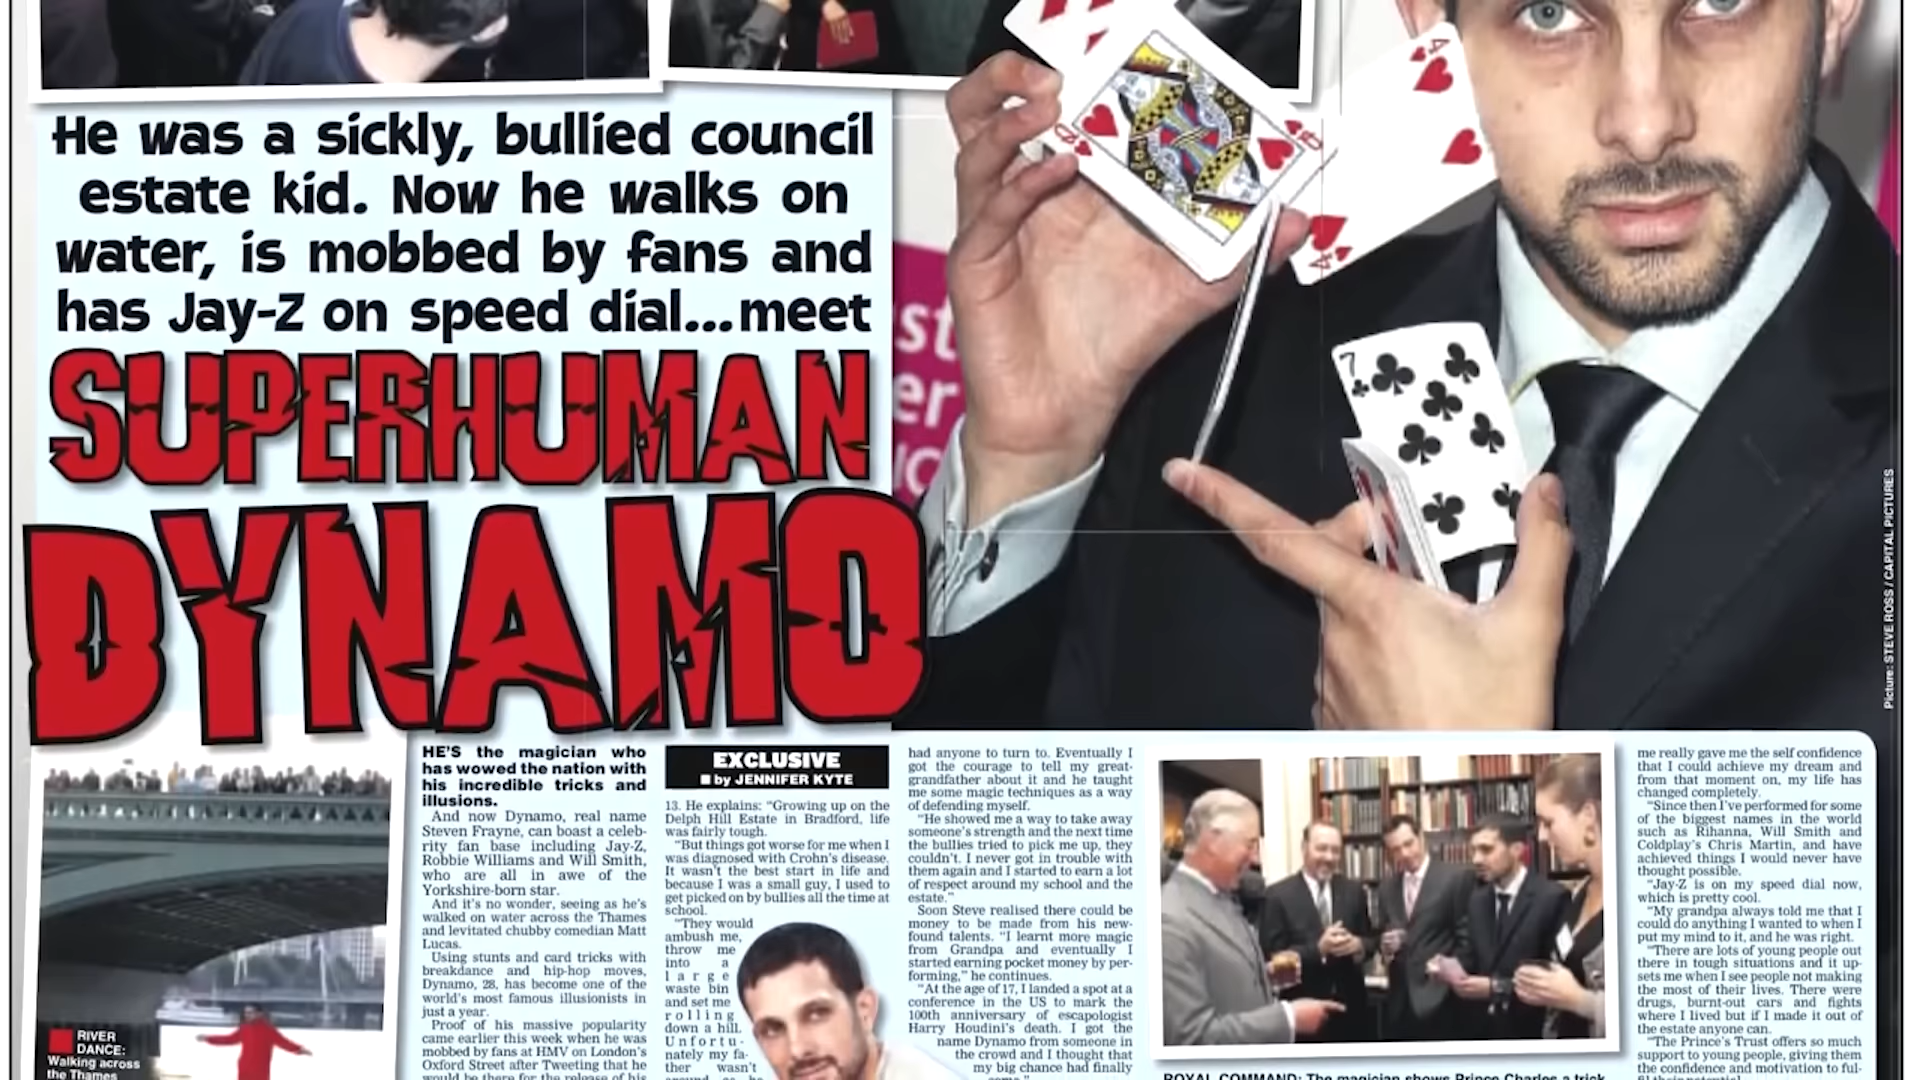 He was a sickly, bullied council
estate kid. Now he walks on
water, is mobbed by fans and
has Jay-Z on speed dial...meet
SUPERHUMAN
DYNAMO
st
er
Picture: STEVE ROSS / CAPITAL PICTURES
RIVER
DANCE:
Walking across
the Thames
HE'S the magician who
has wowed the nation with
his incredible tricks and
illusions.
And now Dynamo, real name
Steven Frayne, can boast a celeb-
rity fan base including Jay-Z,
Robbie Williams and Will Smith,
who are all in awe of the
Yorkshire-born star.
And it's no wonder, seeing as he's
walked on water across the Thames
and levitated chubby comedian Matt
Lucas.
Using stunts and card tricks with
breakdance and hip-hop moves,
Dynamo, 28, has become one of the
world's most famous illusionists in
just a year.
Proof of his massive popularity
came earlier this week when he was
mobbed by fans at HMV on London's
Oxford Street after Tweeting that he
would be there for the release of his
EXCLUSIVE
by JENNIFER KYTE
13. He explains: "Growing up on the
Delph Hill Estate in Bradford, life
was fairly tough.
"But things got worse for me when I
was diagnosed with Crohn's disease.
It wasn't the best start in life and
because I was a small guy, I used to
get picked on by bullies all the time at
school.
"They would
ambush me,
throw me
into a
large
waste bin
and set me
rolling
down a hill.
Unfortu-
nately my fa-
ther wasn't
had anyone to turn to. Eventually I
got the courage to tell my great-
grandfather about it and he taught
me some magic techniques as a way
of defending myself.
"He showed me a way to take away
someone's strength and the next time
the bullies tried to pick me up, they
couldn't. I never got in trouble with
them again and I started to earn a lot
of respect around my school and the
estate."
Soon Steve realised there could be
money to be made from his new-
found talents. "I learnt more magic
from Grandpa and eventually I
started earning pocket money by per-
forming," he continues.
"At the age of 17, I landed a spot at a
conference in the US to mark the
100th anniversary of escapologist
Harry Houdini's death. I got the
name Dynamo from someone in
the crowd and I thought that
my big chance had finally
come."
ROYAL COMMAND: The magician shows Prince Charles a trick
me really gave me the self confidence
that I could achieve my dream and
from that moment on, my life has
changed completely.
"Since then I've performed for some
of the biggest names in the world
such as Rihanna, Will Smith and
Coldplay's Chris Martin, and have
achieved things I would never have
thought possible.
"Jay-Z is on my speed dial now,
which is pretty cool.
"My grandpa always told me that I
could do anything I wanted to when I
put my mind to it, and he was right.
"There are lots of young people out
there in tough situations and it up-
sets me when I see people not making
the most of their lives. There were
drugs, burnt-out cars and fights
where I lived but if I made it out of
the estate anyone can.
"The Prince's Trust offers so much
support to young people, giving them
the confidence and motivation to ful-